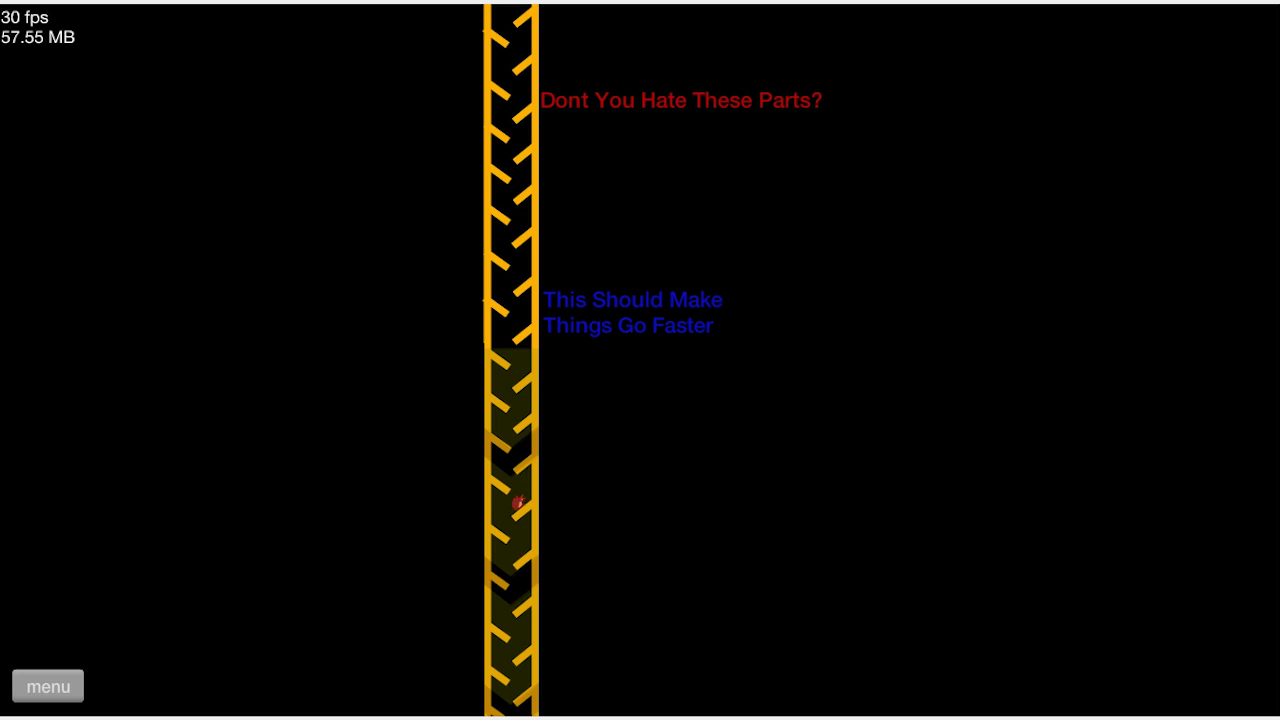 30 fps
57.55 MB
Dont You Hate These Parts?
This Should Make
Things Go Faster
menu